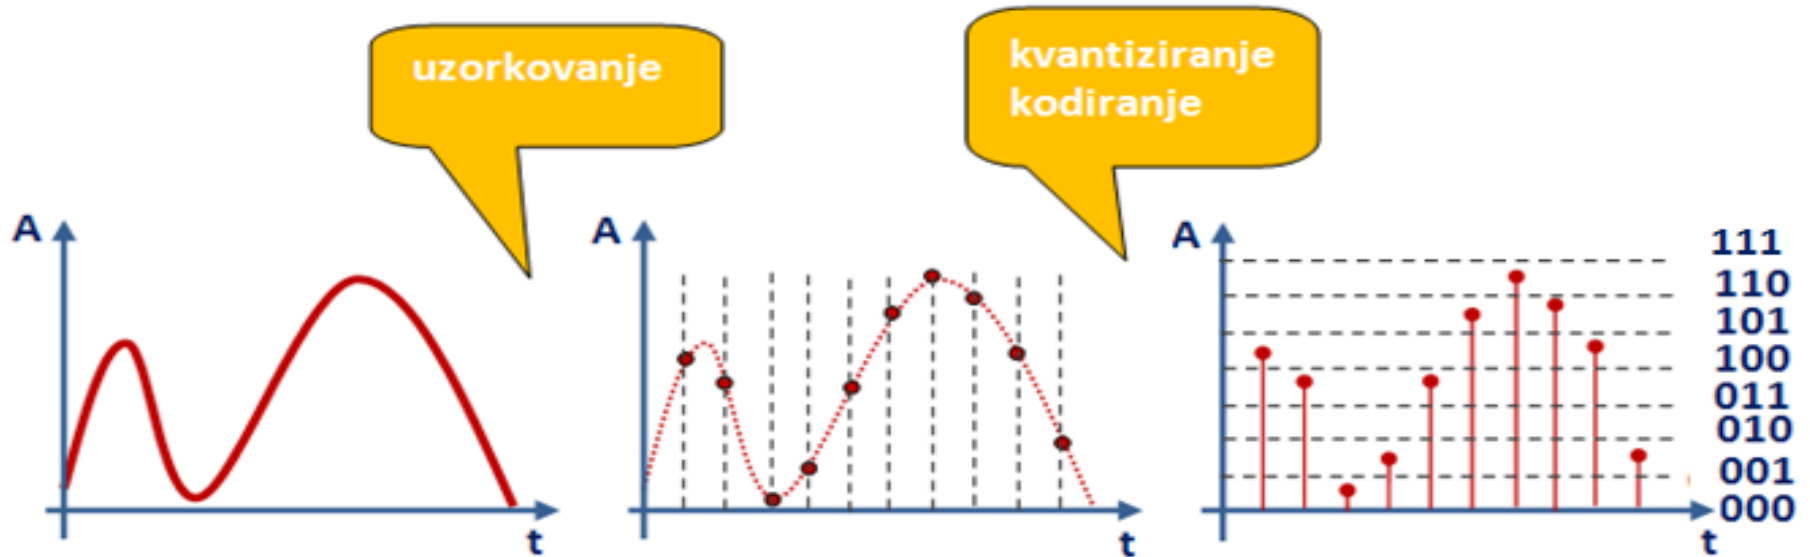 uzorkovanje
kvantiziranje
kodiranje
A
t
A
t
A
111
110
101
100
011
010
001
000
t